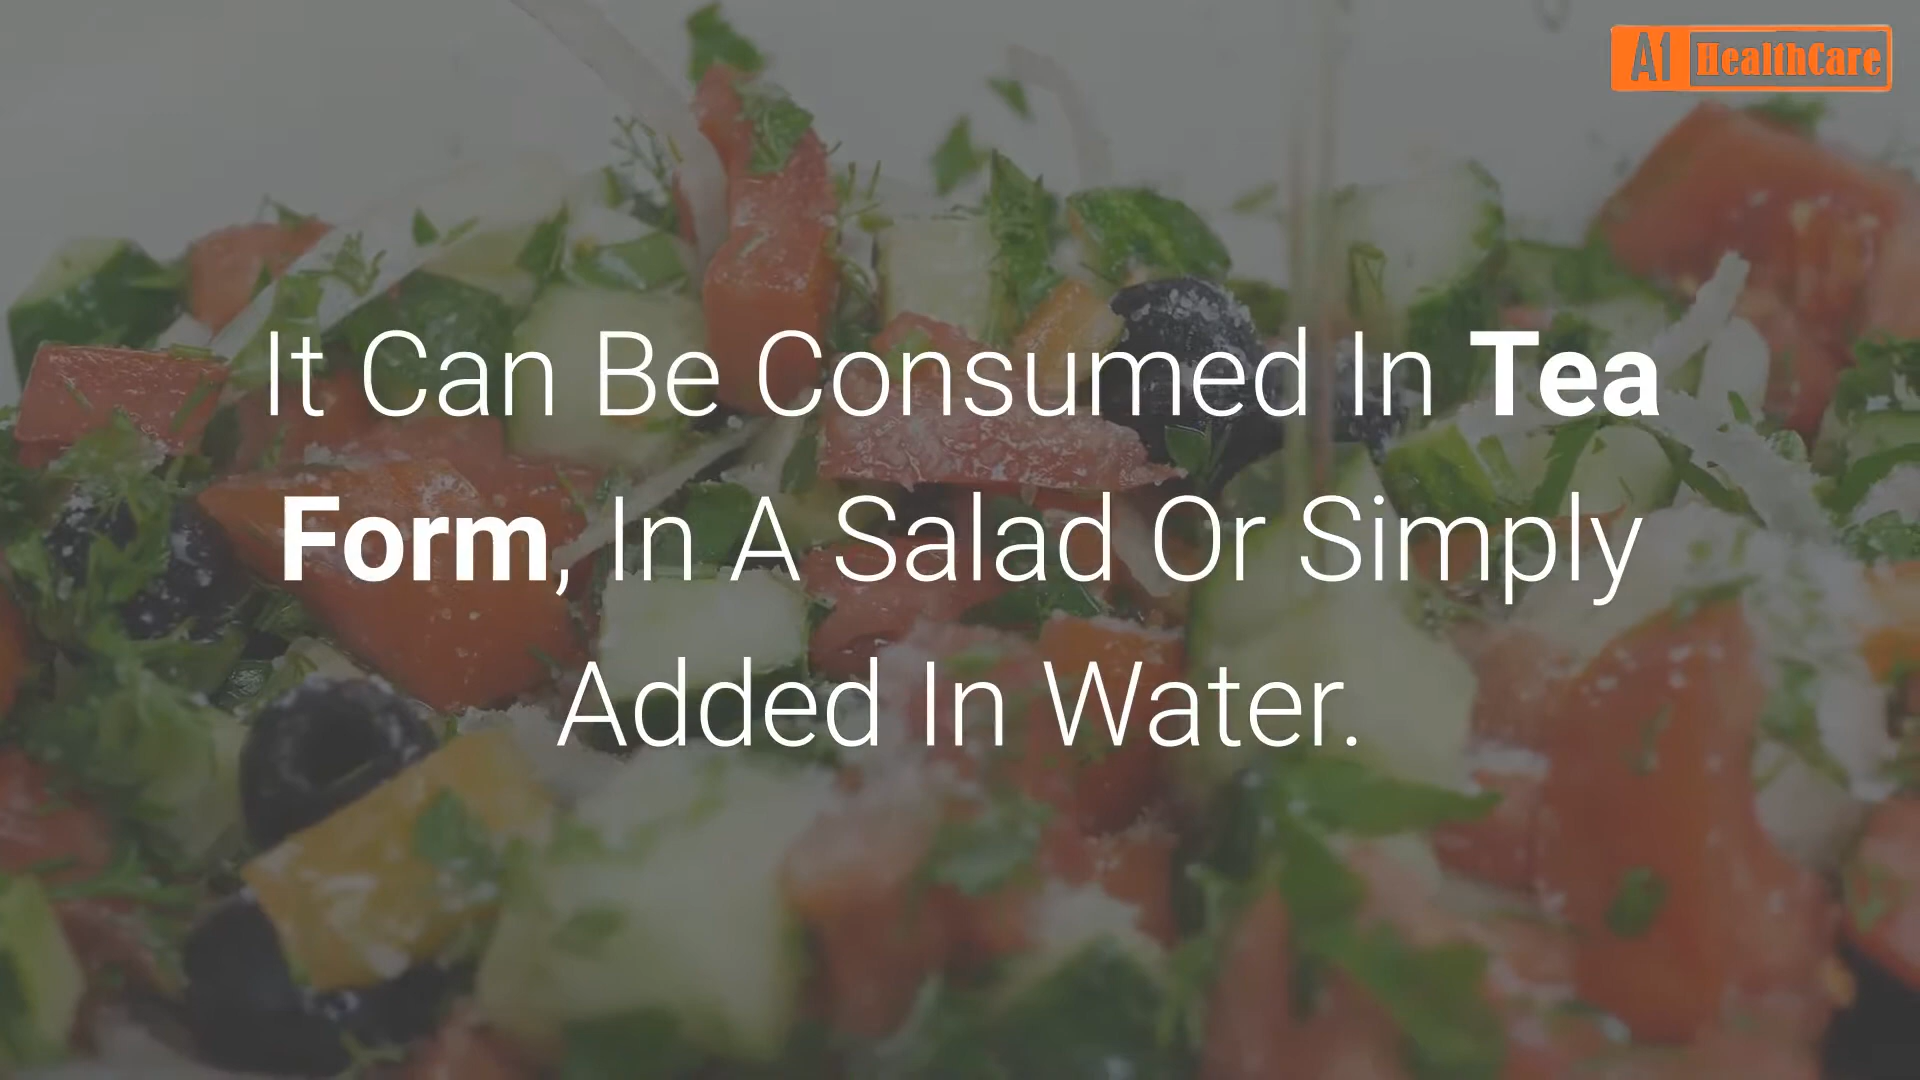 A1 HealthCare
It Can Be Consumed In Tea
Form, In A Salad Or Simply
Added In Water.